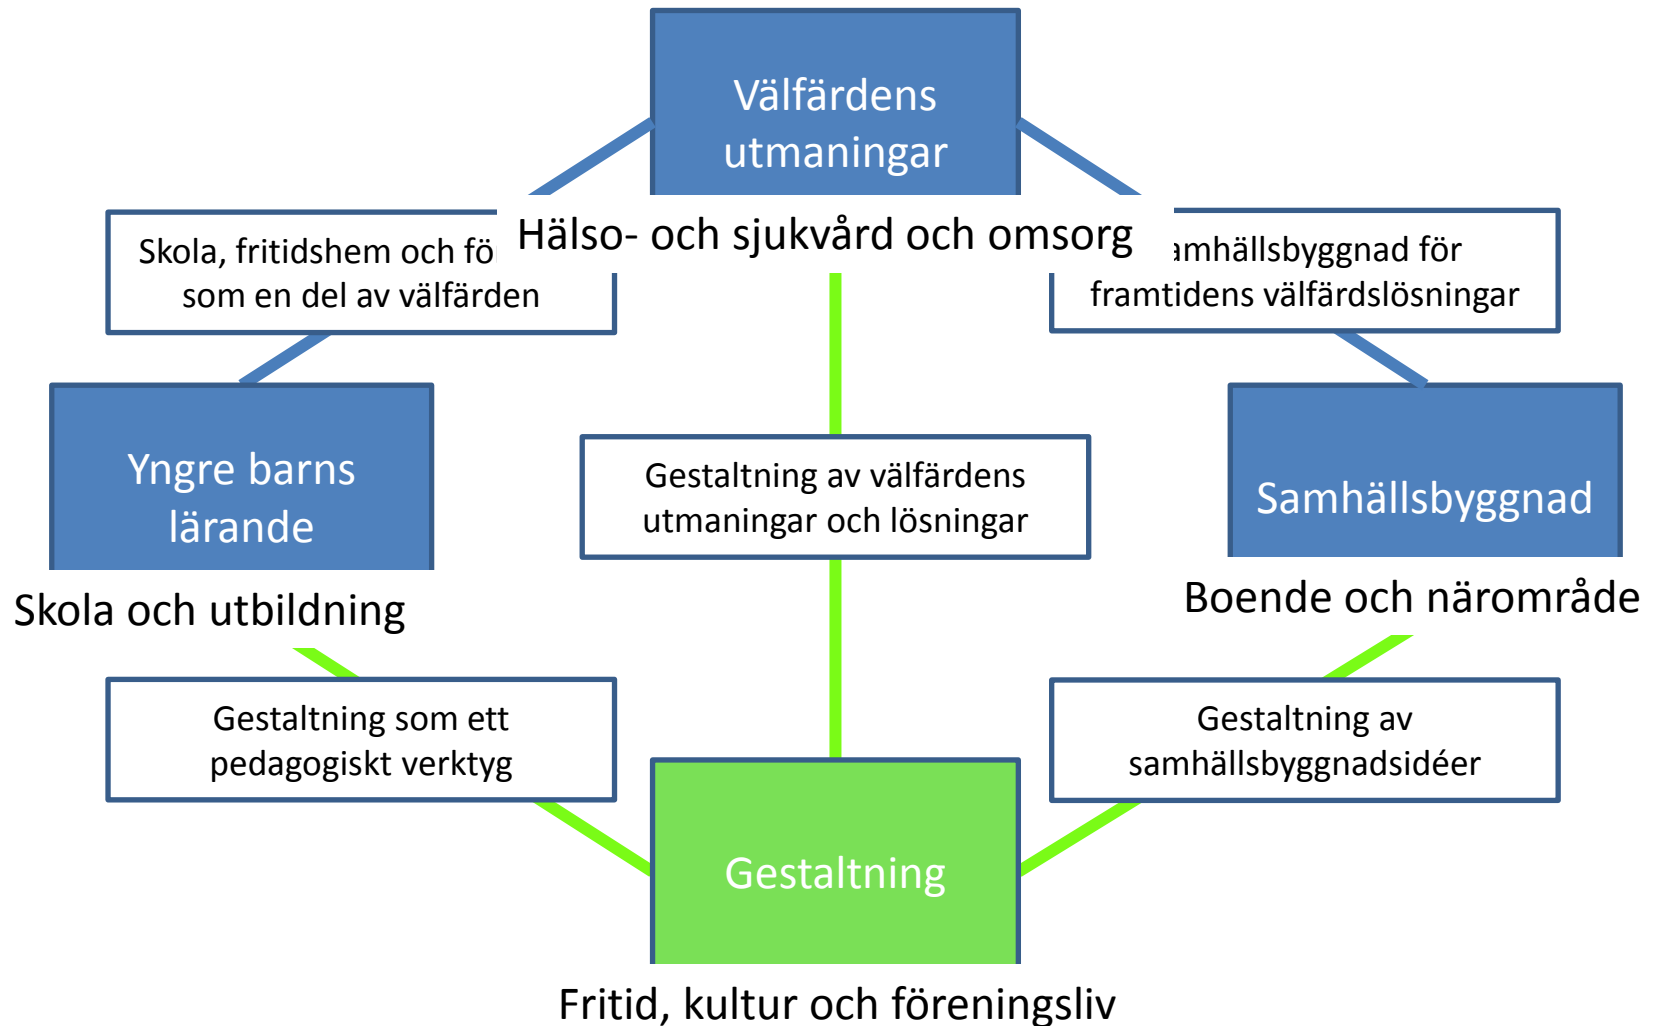 Välfärdens
utmaningar
Hälso- och sjukvård och omsorg
Skola, fritidshem och
som en del av välfärden
amhällsbyggnad för
framtidens välfärdslösningar
Yngre barns
lärande
Skola och utbildning
Gestaltning av välfärdens
utmaningar och lösningar
Samhällsbyggnad
Boende och närområde
Gestaltning som ett
pedagogiskt verktyg
Gestaltning av
samhällsbyggnadsidéer
Gestaltning
Fritid, kultur och föreningsliv